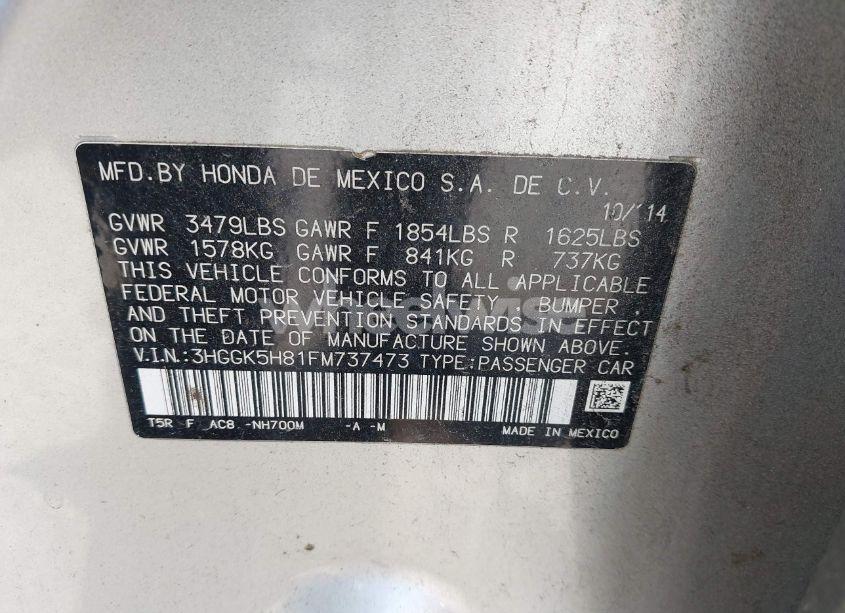 MFD.BY HONDA DE MEXICO S.A. DE C.V.
10/14
GVWR 3479LBS GAWR F 1854LBS R 1625LBS
GVWR 1578KG GAWR F 841KG R 737KG
THIS VEHICLE CONFORMS TO ALL APPLICABLE
FEDERAL MOTOR VEHICLE SAFETY, BUMPER,
AND THEFT PREVENTION STANDARDS IN EFFECT
ON THE DATE OF MANUFACTURE SHOWN ABOVE.
V.I.N.:3HGGK5H81FM737473 TYPE:PASSENGER CAR
T5R F AC8 -NH700M -A -M
MADE IN MEXICO